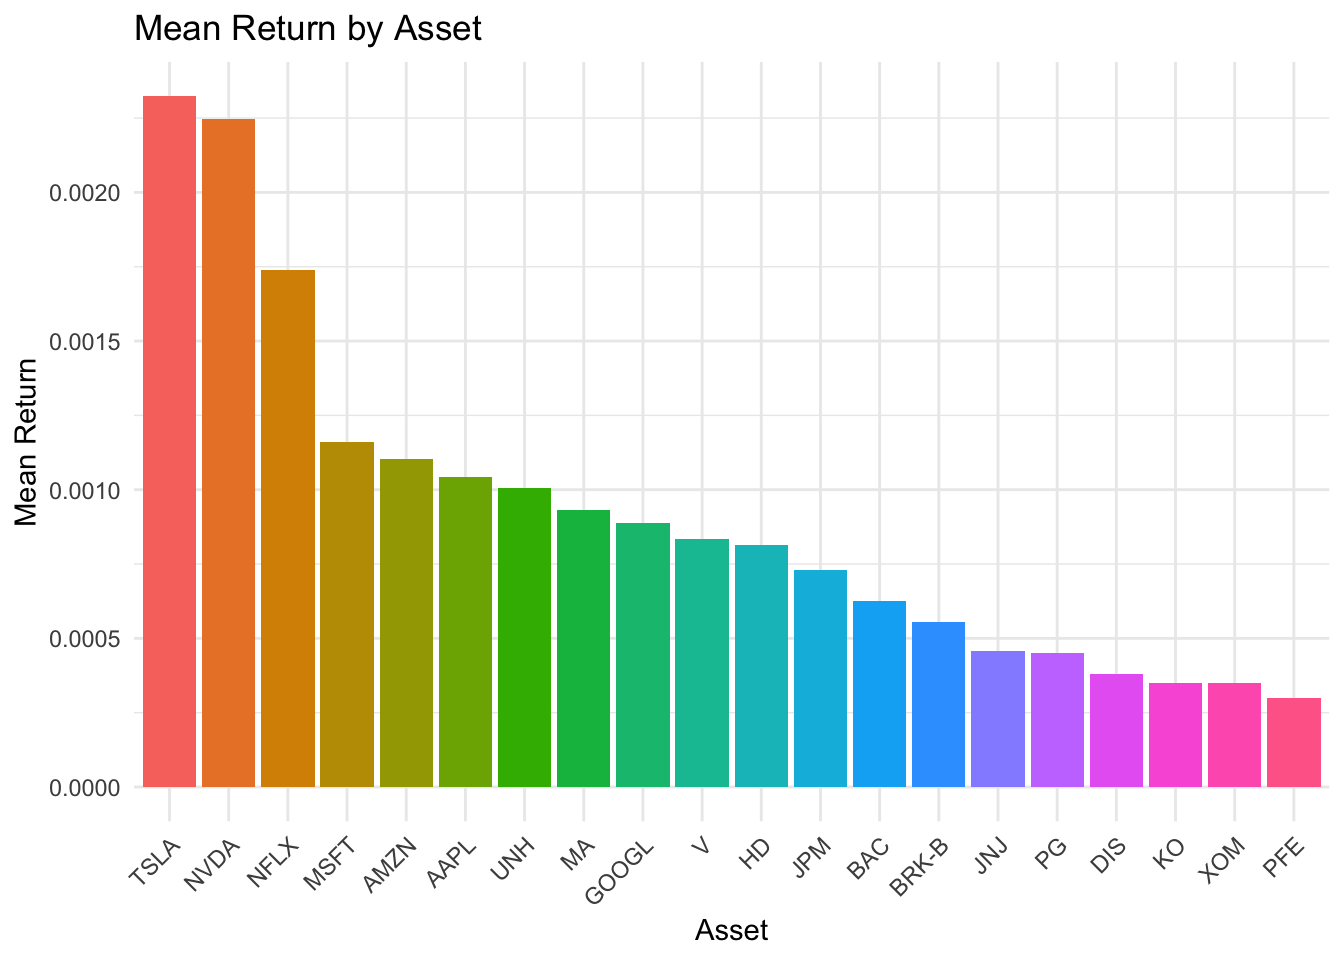 Mean Return by Asset
Mean Return
0.0020
0.0015
0.0010
0.0005
0.0000
TSLA
NVDA
NFLX
MSFT
AMZN
AAPL
UNH
MA
GOOGL
V
HD
JPM
BAC
BRK-B
JNJ
PG
DIS
KO
XOM
PFE
Asset